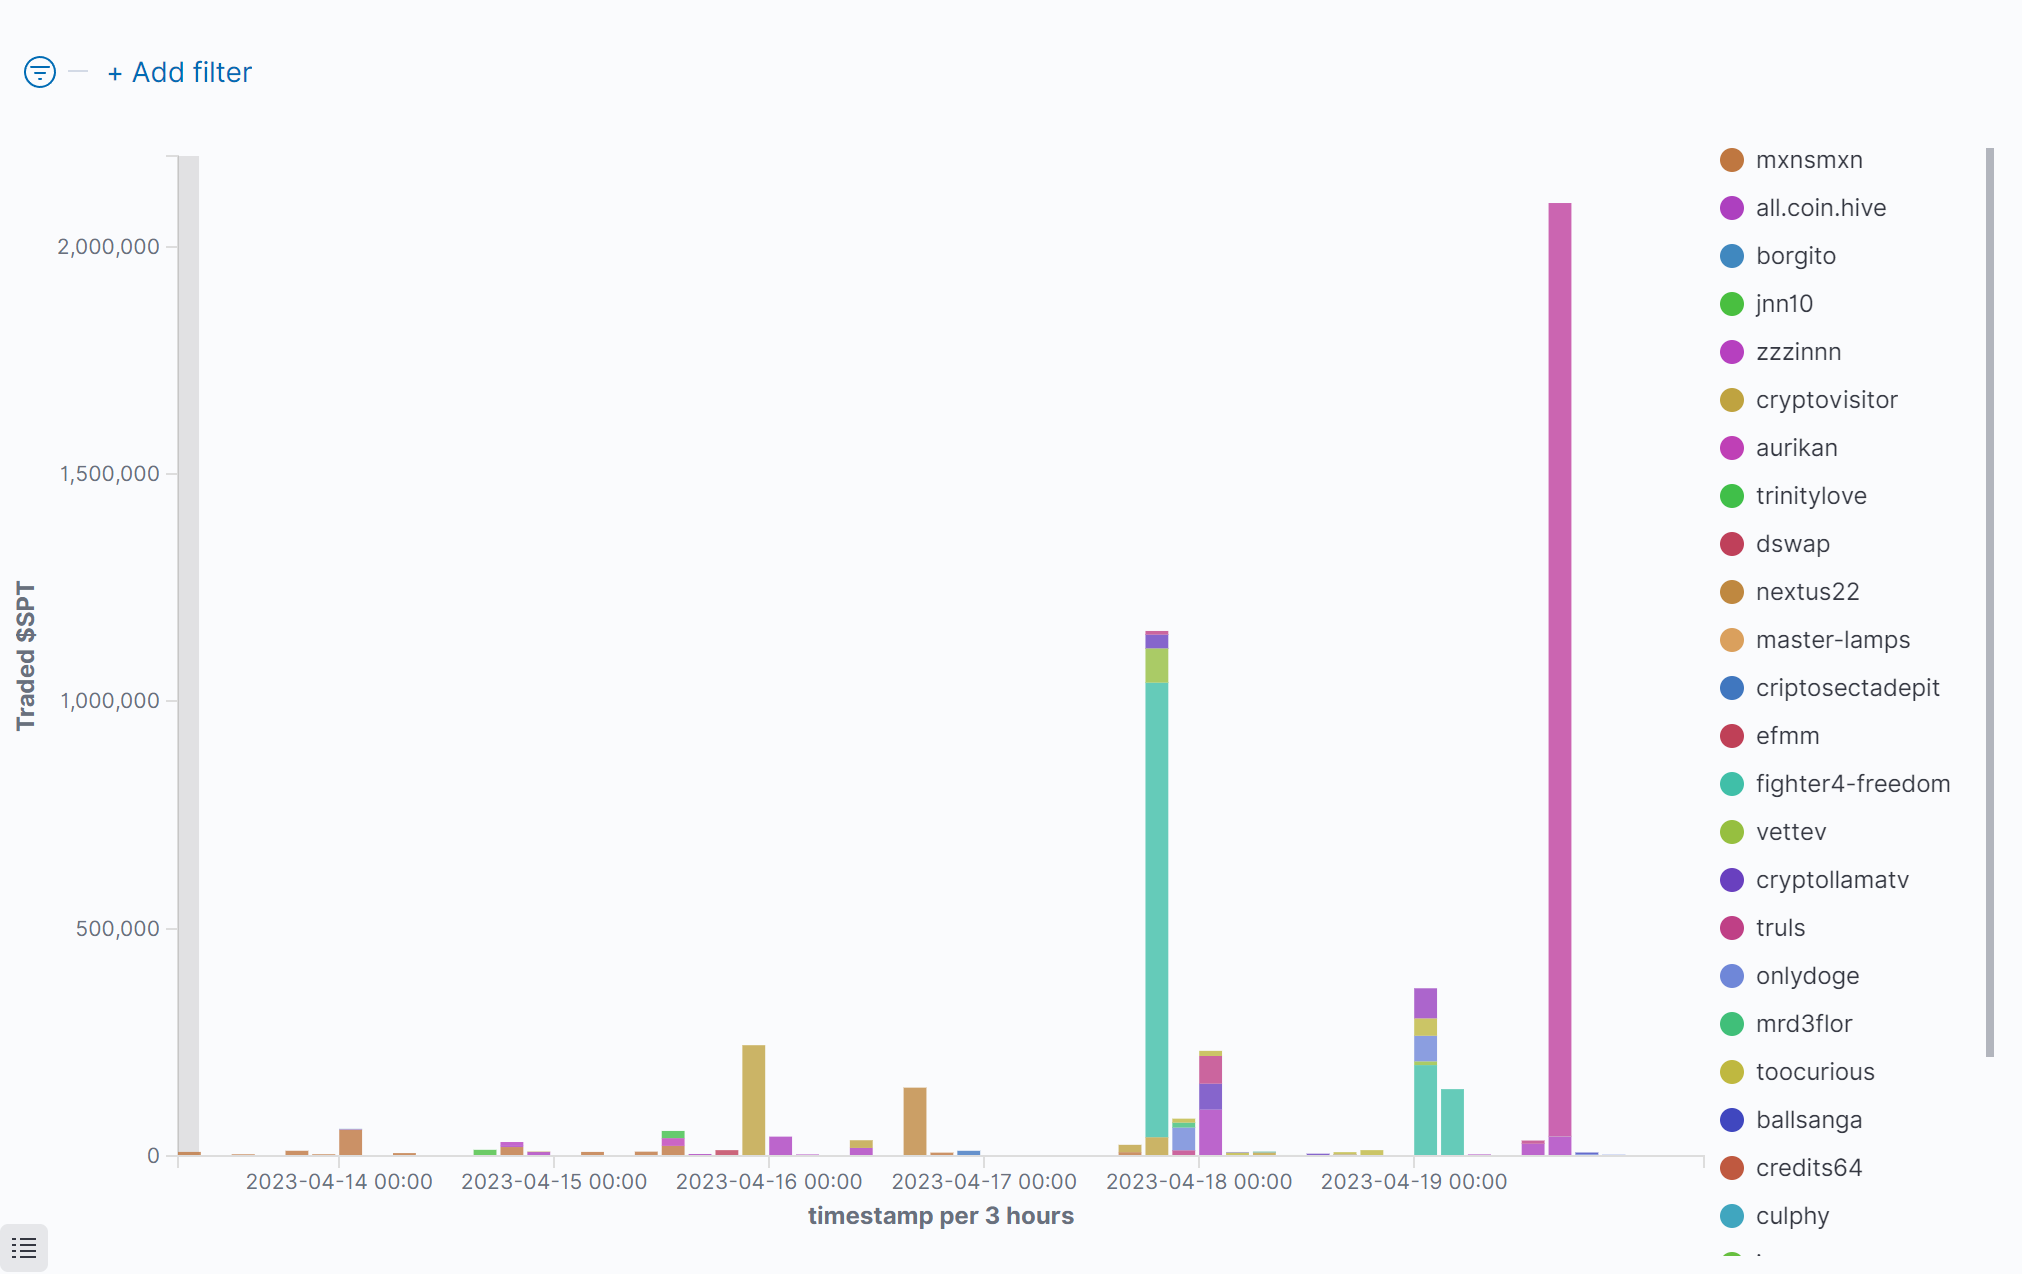 + Add filter
2,000,000
1,500,000
1,000,000
500,000
0
Traded $SPT
2023-04-14 00:00
2023-04-15 00:00
2023-04-16 00:00
2023-04-17 00:00
2023-04-18 00:00
2023-04-19 00:00
timestamp per 3 hours
mxnsmxn
all.coin.hive
borgito
jnn10
zzzinnn
cryptovisitor
aurikan
trinitylove
dswap
nextus22
master-lamps
criptosectadepit
efmm
fighter4-freedom
vettev
cryptollamatv
truls
onlydoge
mrd3flor
toocurious
ballsanga
credits64
culphy